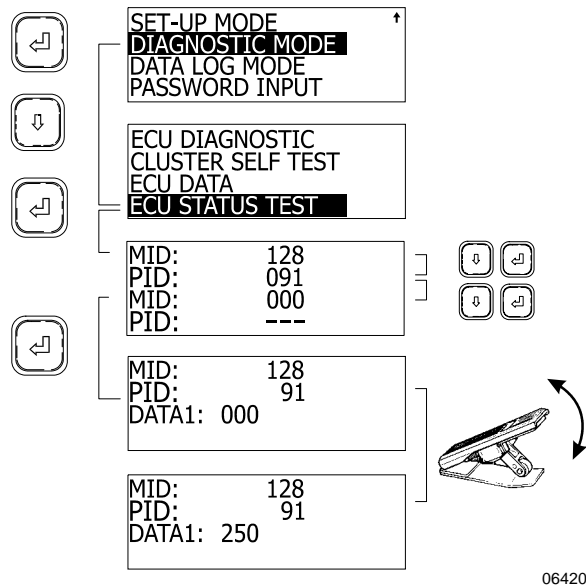 SET-UP MODE
DIAGNOSTIC MODE
DATA LOG MODE
PASSWORD INPUT
ECU DIAGNOSTIC
CLUSTER SELF TEST
ECU DATA
ECU STATUS TEST
MID: 128
PID: 091
MID: 000
PID: ---
MID: 128
PID: 91
DATA1: 000
MID: 128
PID: 91
DATA1: 250
06420